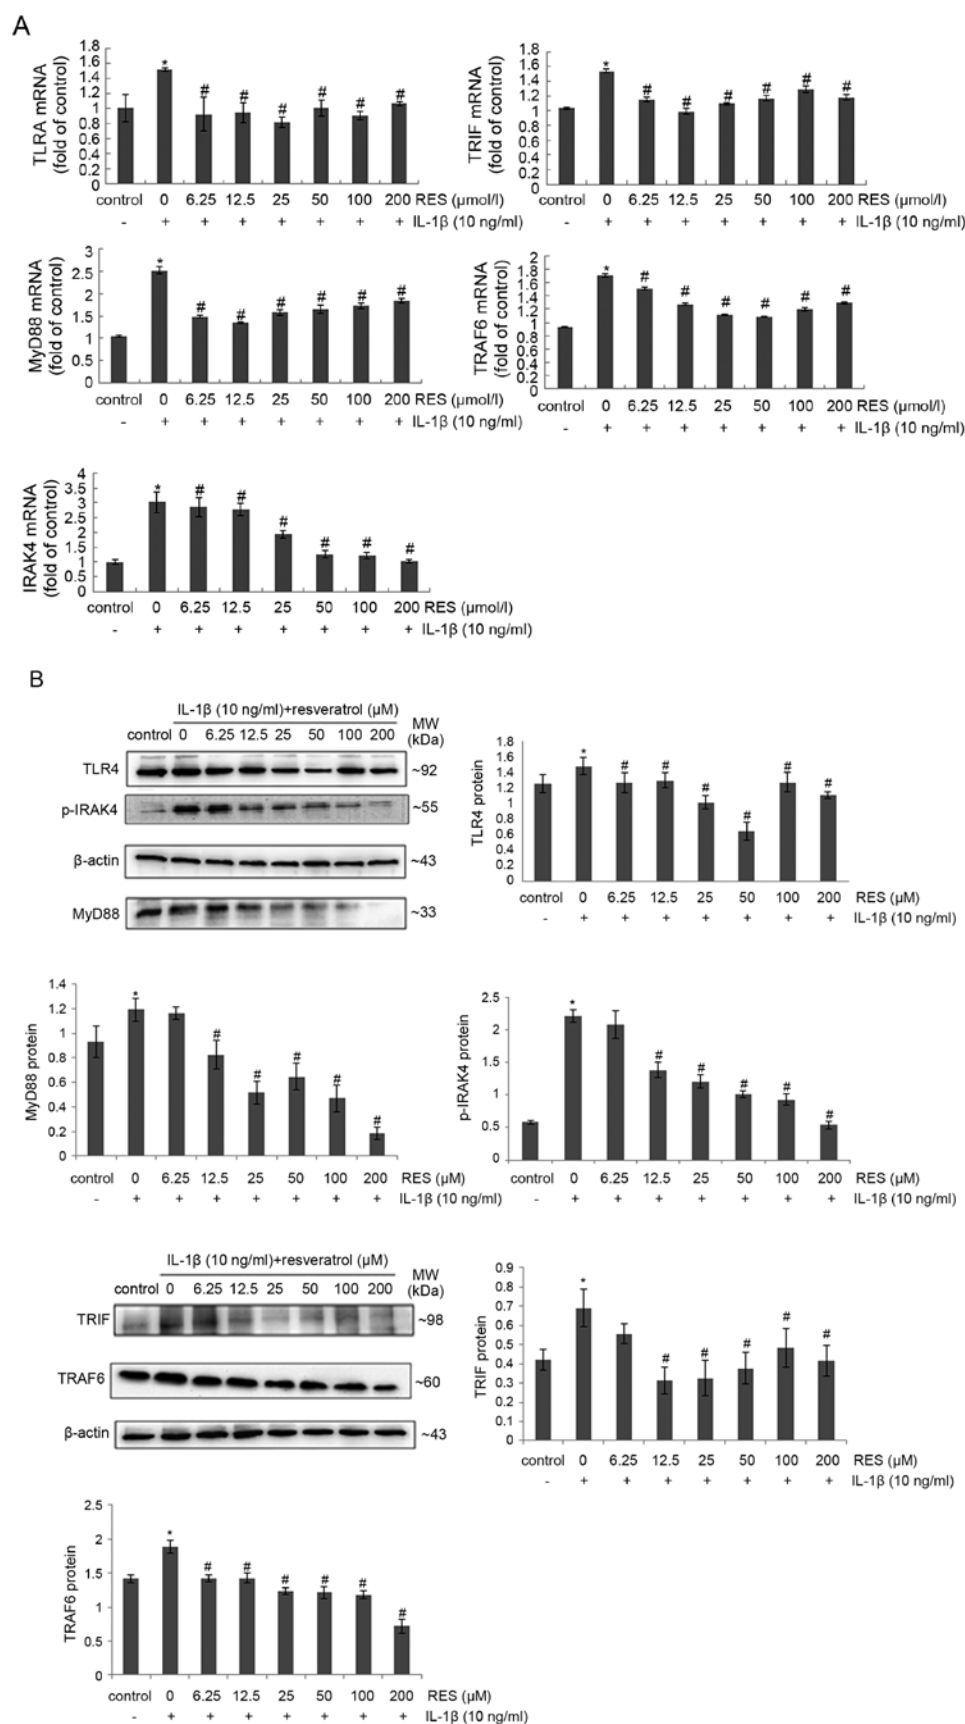 A
TLRA mRNA
(fold of control)
1.8
1.6
1.4
1.2
1
0.8
0.6
0.4
0.2
0
*
#
#
#
#
#
#
control 0 6.25 12.5 25 50 100 200 RES (μmol/l)
- + + + + + + + IL-1β (10 ng/ml)
TRIF mRNA
(fold of control)
1.8
1.6
1.4
1.2
1
0.8
0.6
0.4
0.2
0
*
#
#
#
#
#
#
control 0 6.25 12.5 25 50 100 200 RES (μmol/l)
- + + + + + + + IL-1β (10 ng/ml)
MyD88 mRNA
(fold of control)
3
2.5
2
1.5
1
0.5
0
*
#
#
#
#
#
#
control 0 6.25 12.5 25 50 100 200 RES (μmol/l)
- + + + + + + + IL-1β (10 ng/ml)
TRAF6 mRNA
(fold of control)
2
1.8
1.6
1.4
1.2
1
0.8
0.6
0.4
0.2
0
*
#
#
#
#
#
#
control 0 6.25 12.5 25 50 100 200 RES (μmol/l)
- + + + + + + + IL-1β (10 ng/ml)
IRAK4 mRNA
(fold of control)
4
3.5
3
2.5
2
1.5
1
0.5
0
*
#
#
#
#
#
#
control 0 6.25 12.5 25 50 100 200 RES (μmol/l)
- + + + + + + + IL-1β (10 ng/ml)
B
IL-1β (10 ng/ml)+resveratrol (μM)
control 0 6.25 12.5 25 50 100 200
MW
(kDa)
TLR4 ~92
p-IRAK4 ~55
β-actin ~43
MyD88 ~33
TLR4 protein
1.8
1.6
1.4
1.2
1
0.8
0.6
0.4
0.2
0
*
#
#
#
#
#
#
control 0 6.25 12.5 25 50 100 200 RES (μM)
- + + + + + + + IL-1β (10 ng/ml)
MyD88 protein
1.4
1.2
1
0.8
0.6
0.4
0.2
0
*
#
#
#
#
#
control 0 6.25 12.5 25 50 100 200 RES (μM)
- + + + + + + + IL-1β (10 ng/ml)
p-IRAK4 protein
2.5
2
1.5
1
0.5
0
*
#
#
#
#
#
control 0 6.25 12.5 25 50 100 200 RES (μM)
- + + + + + + + IL-1β (10 ng/ml)
IL-1β (10 ng/ml)+resveratrol (μM)
control 0 6.25 12.5 25 50 100 200
MW
(kDa)
TRIF ~98
TRAF6 ~60
β-actin ~43
TRIF protein
0.9
0.8
0.7
0.6
0.5
0.4
0.3
0.2
0.1
0
*
#
#
#
#
#
control 0 6.25 12.5 25 50 100 200 RES (μM)
- + + + + + + + IL-1β (10 ng/ml)
TRAF6 protein
2.5
2
1.5
1
0.5
0
*
#
#
#
#
#
#
control 0 6.25 12.5 25 50 100 200 RES (μM)
- + + + + + + + IL-1β (10 ng/ml)